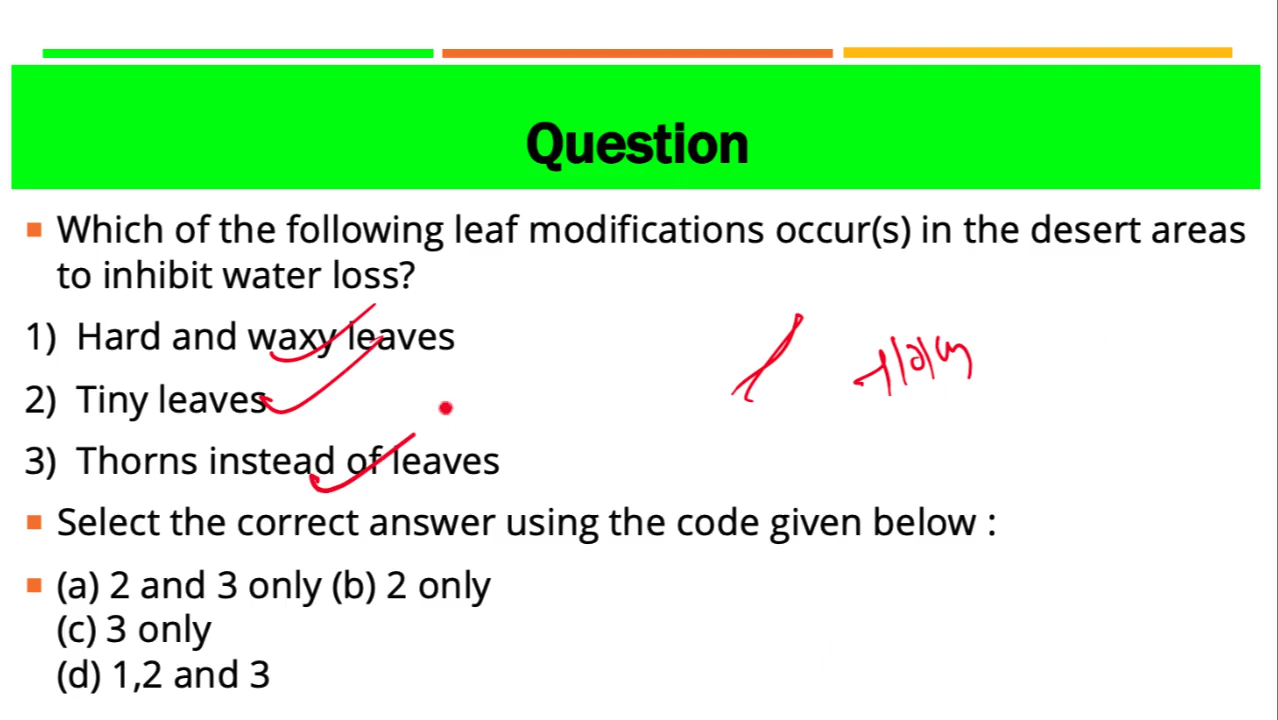 Question
Which of the following leaf modifications occur(s) in the desert areas
to inhibit water loss?
1) Hard and waxy leaves
2) Tiny leaves
3) Thorns instead of leaves
Select the correct answer using the code given below :
(a) 2 and 3 only (b) 2 only
(c) 3 only
(d) 1,2 and 3